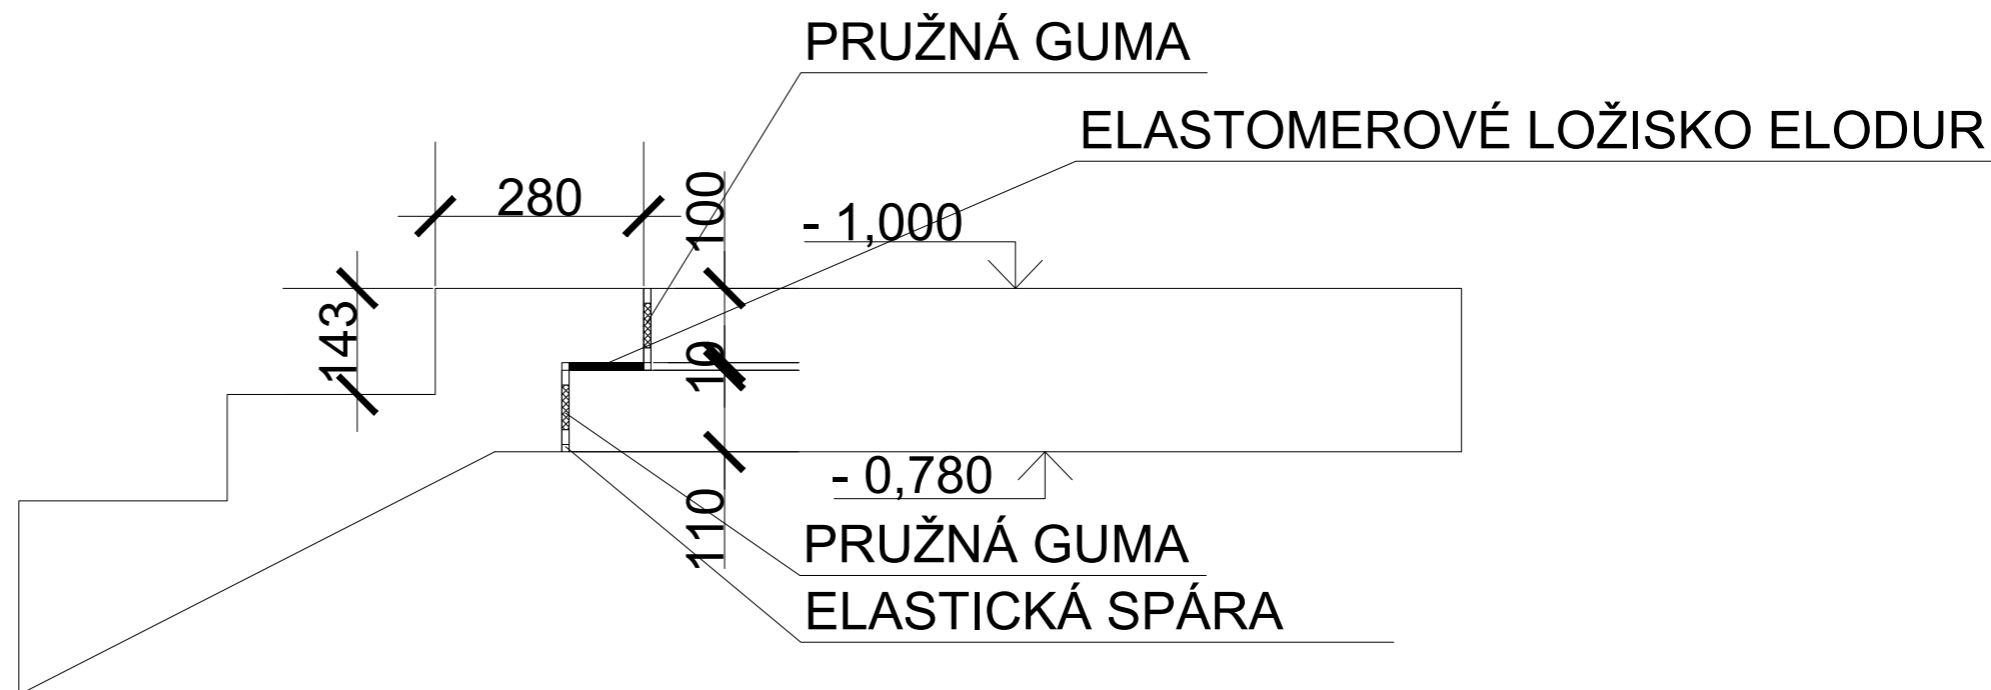 PRUŽNÁ GUMA
ELASTOMEROVÉ LOŽISKO ELODUR
280
100
- 1,000
143
10
- 0,780
110
PRUŽNÁ GUMA
ELASTICKÁ SPÁRA